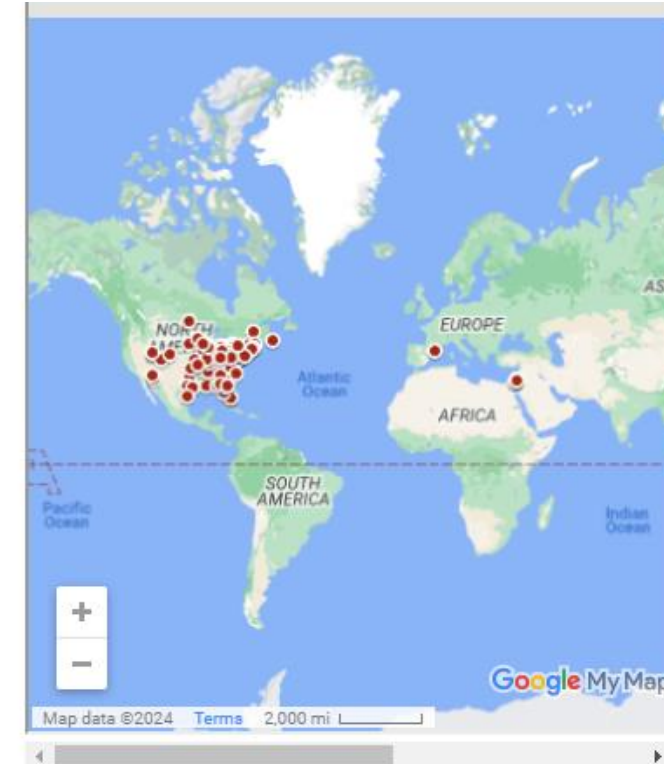 NORTH
AMERICA
EUROPE
AS
Atlantic
Ocean
AFRICA
SOUTH
AMERICA
Pacific
Ocean
Indian
Ocean
+
−
Google My Map
Map data ©2024 Terms 2,000 mi